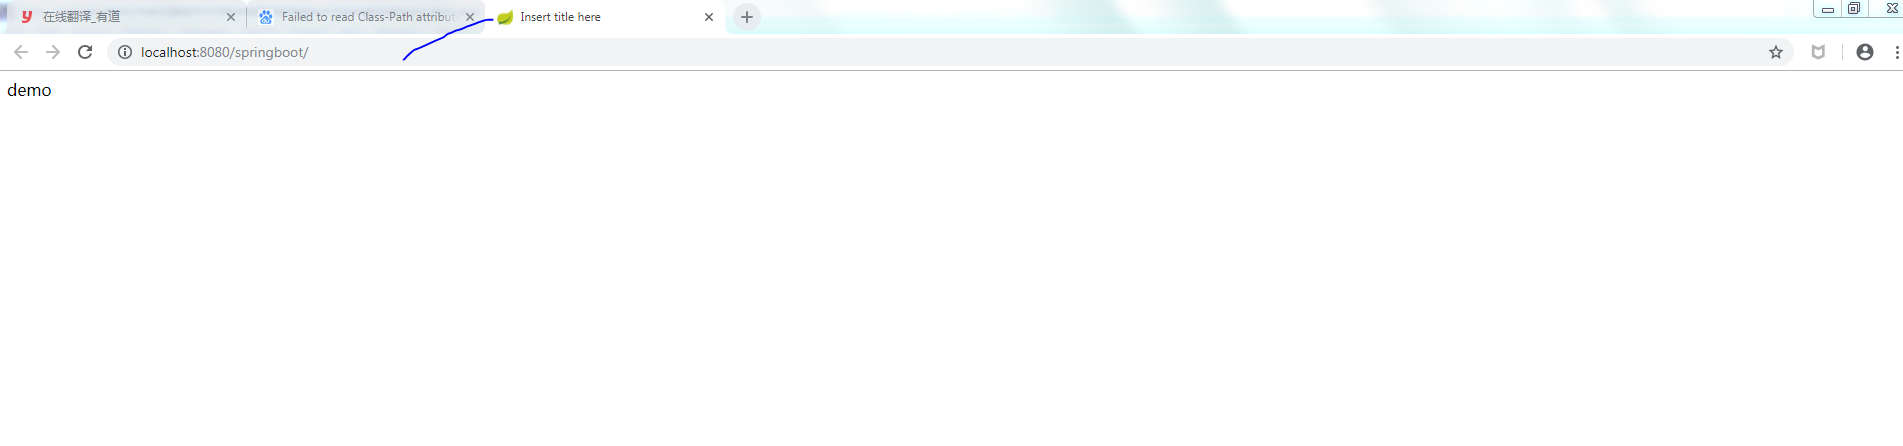 在线翻译_有道
Failed to read Class-Path attribut
Insert title here
localhost:8080/springboot/
demo